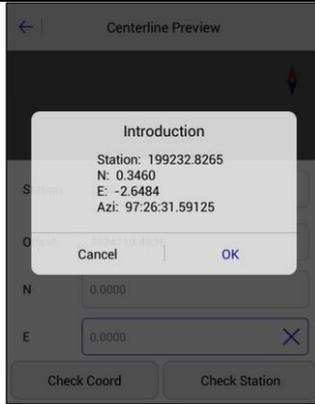 Centerline Preview
Introduction
Station: 199232.8265
N: 0.3460
E: -2.6484
Azi: 97:26:31.59125
Cancel
OK
N
0.0000
E
0.0000
Check Coord
Check Station